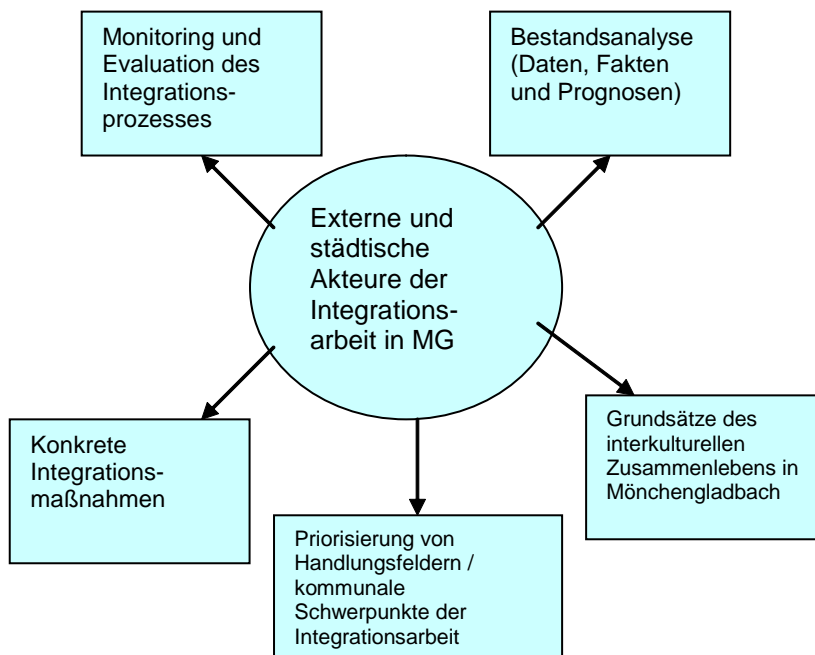 Monitoring und
Evaluation des
Integrations-
prozesses
Bestandsanalyse
(Daten, Fakten
und Prognosen)
Externe und
städtische
Akteure der
Integrations-
arbeit in MG
Konkrete
Integrations-
maßnahmen
Grundsätze des
interkulturellen
Zusammenlebens in
Mönchengladbach
Priorisierung von
Handlungsfeldern /
kommunale
Schwerpunkte der
Integrationsarbeit